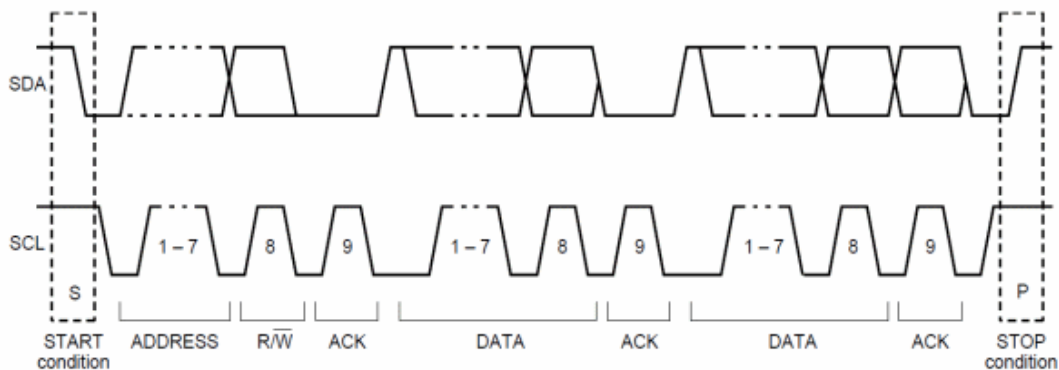 SDA
SCL
1 – 7
8
9
1 – 7
8
9
1 – 7
8
9
S
P
START
condition
ADDRESS
R/W̅
ACK
DATA
ACK
DATA
ACK
STOP
condition